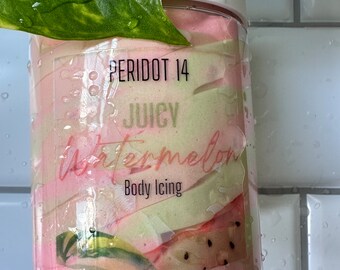 PERIDOT 14
JUICY
Watermelon
Body Icing